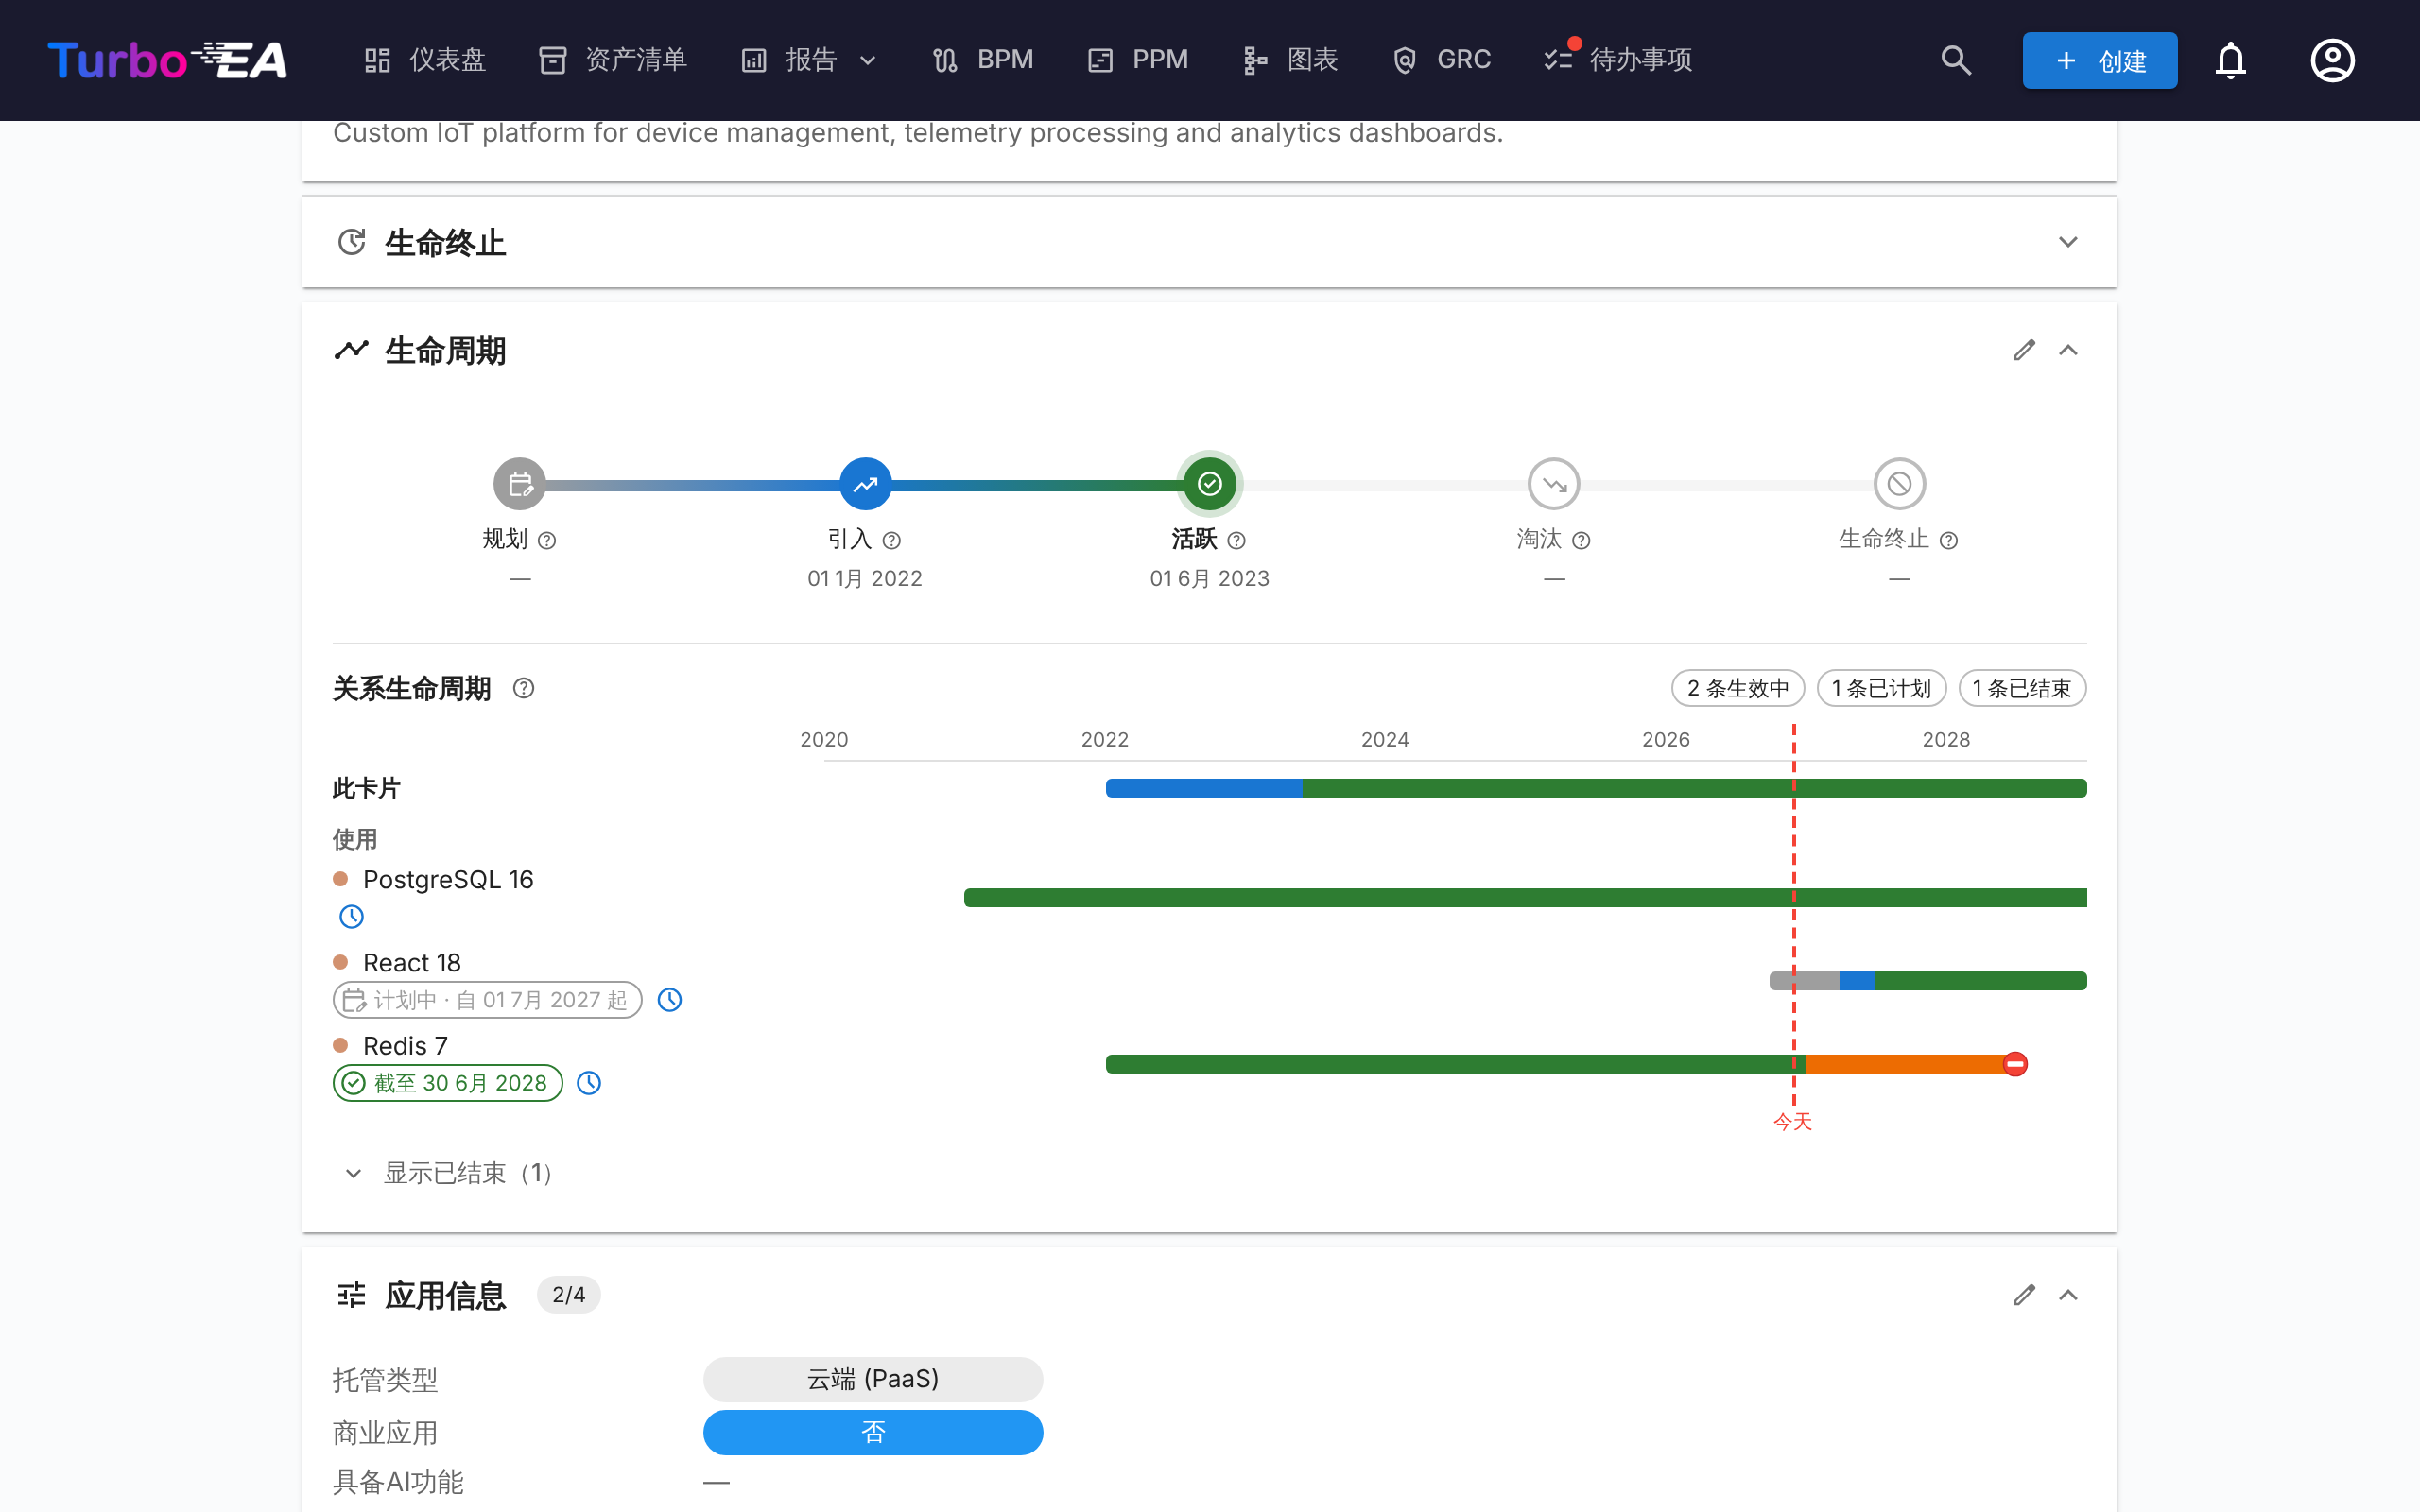 Turbo EA 仪表盘 资产清单 报告 BPM PPM 图表 GRC 待办事项 + 创建
Custom IoT platform for device management, telemetry processing and analytics dashboards.
生命终止
生命周期
规划 引入 活跃 淘汰 生命终止
— 01 1月 2022 01 6月 2023 — —
关系生命周期 2 条生效中 1 条已计划 1 条已结束
2020 2022 2024 2026 2028
此卡片
使用
PostgreSQL 16
React 18
计划中 · 自 01 7月 2027 起
Redis 7
截至 30 6月 2028
今天
显示已结束（1）
应用信息 2/4
托管类型 云端 (PaaS)
商业应用 否
具备AI功能 —